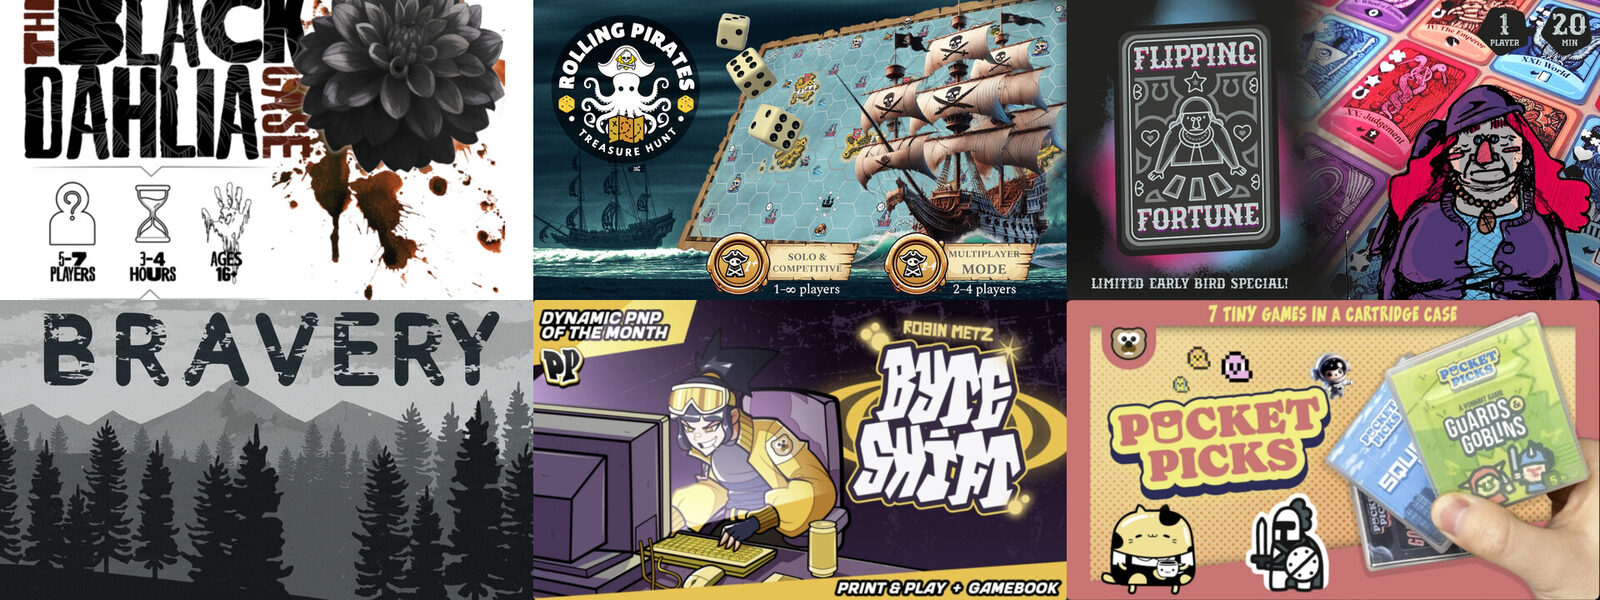 THE
BLACK
DAHLIA
CASE
5-7
PLAYERS
3-4
HOURS
AGES
16+
ROLLING PIRATES
TREASURE HUNT
SOLO &
COMPETITIVE
1-∞ players
MULTIPLAYER
MODE
2-4 players
FLIPPING
FORTUNE
LIMITED EARLY BIRD SPECIAL!
1
PLAYER
20
MIN
IV: The Emperor
XXI: World
XX: Judgement
BRAVERY
DYNAMIC PNP
OF THE MONTH
ROBIN METZ
BYTE
SHIFT
PRINT & PLAY + GAMEBOOK
7 TINY GAMES IN A CARTRIDGE CASE
POCKET
PICKS
POCKET
PICKS
GUARDS &
GOBLINS